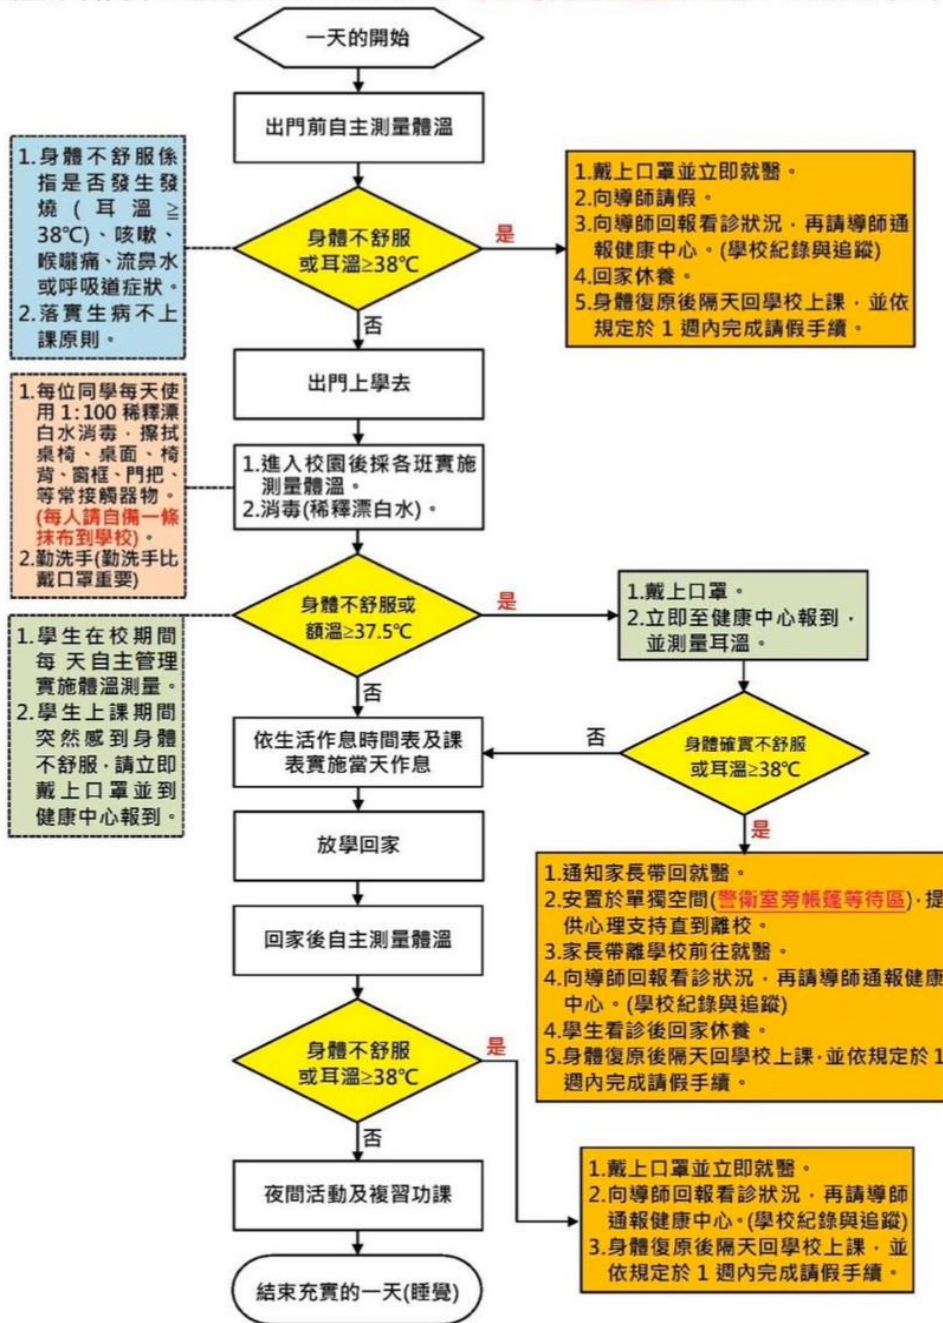 一天的開始
出門前自主測量體溫
1.身體不舒服係
指是否發生發
燒(耳溫≧
38℃)、咳嗽、
喉嚨痛、流鼻水
或呼吸道症狀。
2.落實生病不上
課原則。
身體不舒服
或耳溫≥38℃
是
1.戴上口罩並立即就醫。
2.向導師請假。
3.向導師回報看診狀況，再請導師通
報健康中心。(學校紀錄與追蹤)
4.回家休養。
5.身體復原後隔天回學校上課，並依
規定於 1 週內完成請假手續。
否
出門上學去
1.每位同學每天使
用 1:100 稀釋漂
白水消毒，擦拭
桌椅、桌面、椅
背、窗框、門把、
等常接觸器物。
(每人請自備一條
抹布到學校)。
2.勤洗手(勤洗手比
戴口罩重要)
1.進入校園後採各班實施
測量體溫。
2.消毒(稀釋漂白水)。
身體不舒服或
額溫≥37.5℃
是
1.戴上口罩。
2.立即至健康中心報到，
並測量耳溫。
1.學生在校期間
每 天自主管理
實施體溫測量。
2.學生上課期間
突然感到身體
不舒服，請立即
戴上口罩並到
健康中心報到。
否
依生活作息時間表及課
表實施當天作息
否
身體確實不舒服
或耳溫≥38℃
是
放學回家
1.通知家長帶回就醫。
2.安置於單獨空間(警衛室旁帳篷等待區)，提
供心理支持直到離校。
3.家長帶離學校前往就醫。
4.向導師回報看診狀況，再請導師通報健康
中心。(學校紀錄與追蹤)
4.學生看診後回家休養。
5.身體復原後隔天回學校上課，並依規定於 1
週內完成請假手續。
回家後自主測量體溫
身體不舒服
或耳溫≥38℃
是
否
1.戴上口罩並立即就醫。
2.向導師回報看診狀況，再請導師
通報健康中心。(學校紀錄與追蹤)
3.身體復原後隔天回學校上課，並
依規定於 1 週內完成請假手續。
夜間活動及複習功課
結束充實的一天(睡覺)